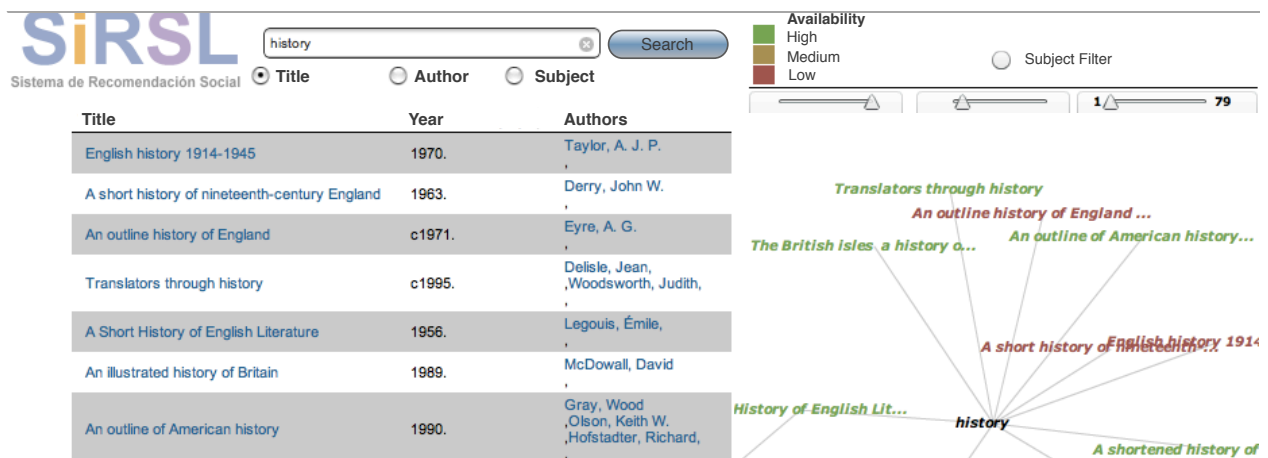 SiRSL
Sistema de Recomendación Social
history
Search
Title
Author
Subject
Title Year Authors
English history 1914-1945 1970. Taylor, A. J. P.
,
A short history of nineteenth-century England 1963. Derry, John W.
,
An outline history of England c1971. Eyre, A. G.
,
Translators through history c1995. Delisle, Jean,
,Woodsworth, Judith,
,
A Short History of English Literature 1956. Legouis, Émile,
,
An illustrated history of Britain 1989. McDowall, David
,
An outline of American history 1990. Gray, Wood
,Olson, Keith W.
,Hofstadter, Richard,
Availability
High
Medium
Low
Subject Filter
1 79
Translators through history
An outline history of England ...
An outline of American history...
The British isles a history o...
A short history of nineteenth-...
English history 1914
History of English Lit...
history
A shortened history of